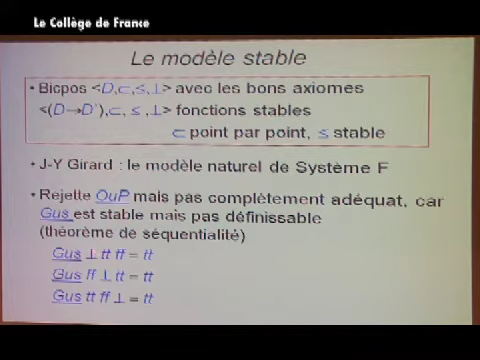 Le Collège de France
Le modèle stable
• Bicpos <D,⊂,≤,⊥> avec les bons axiomes
<(D→D'),⊂, ≤ ,⊥> fonctions stables
⊂ point par point, ≤ stable
• J-Y Girard : le modèle naturel de Système F
• Rejette OuP mais pas complètement adéquat, car
Gus est stable mais pas définissable
(théorème de séquentialité)
Gus ⊥ tt ff = tt
Gus ff ⊥ tt = tt
Gus tt ff ⊥ = tt